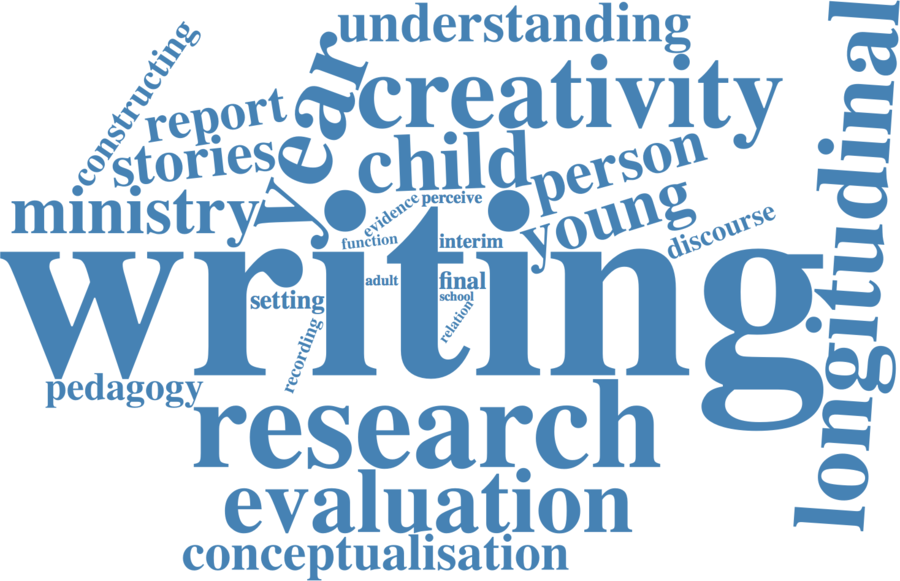 understanding
constructing
year
creativity
longitudinal
report
stories
child
person
ministry
young
evidence
perceive
function
interim
discourse
writing
adult
final
setting
school
relation
recording
pedagogy
research
evaluation
conceptualisation